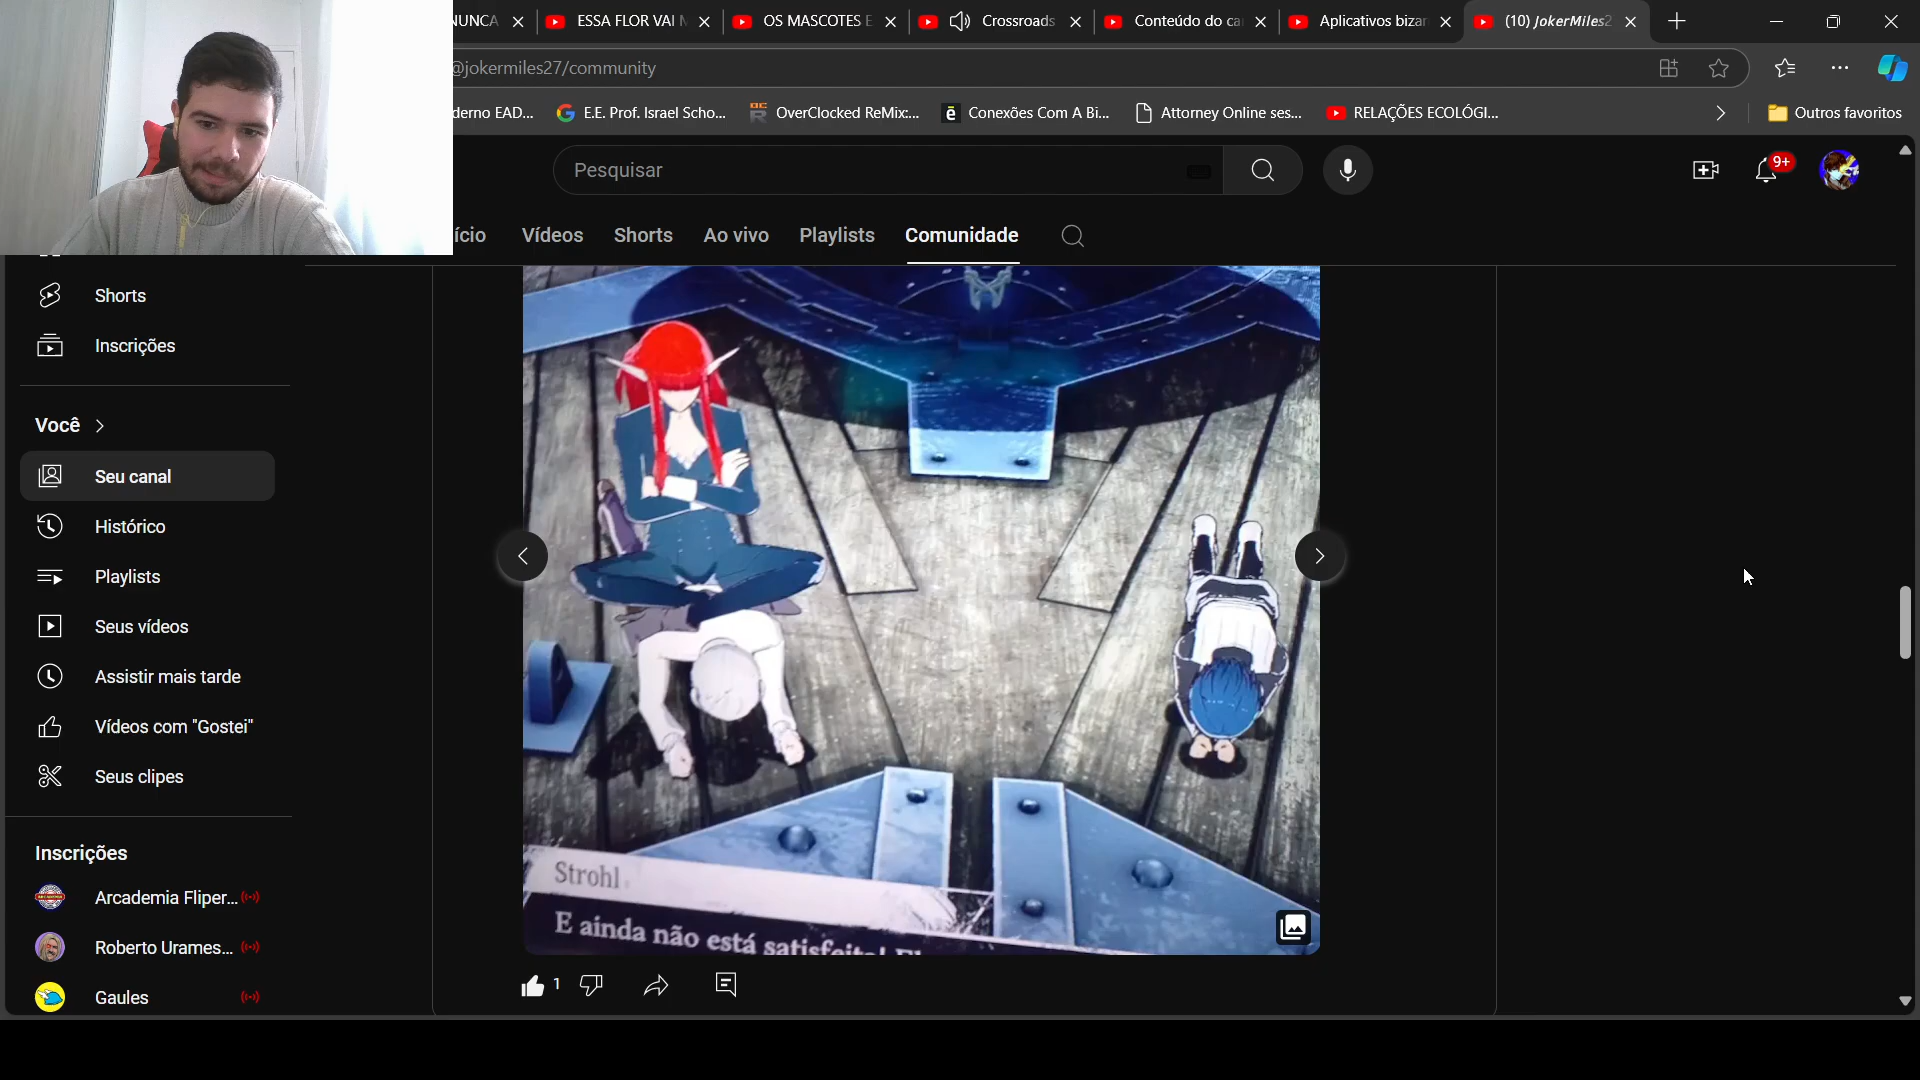 NUNCA
ESSA FLOR VAI
OS MASCOTES E
Crossroads
Conteúdo do ca
Aplicativos bizar
(10) JokerMiles2
@jokermiles27/community
derno EAD...
E.E. Prof. Israel Scho...
OverClocked ReMix:...
Conexões Com A Bi...
Attorney Online ses...
RELAÇÕES ECOLÓGI...
Outros favoritos
Pesquisar
9+
ício
Vídeos
Shorts
Ao vivo
Playlists
Comunidade
Shorts
Inscrições
Você
Seu canal
Histórico
Playlists
Seus vídeos
Assistir mais tarde
Vídeos com "Gostei"
Seus clipes
Inscrições
Arcademia Fliper...
Roberto Urames...
Gaules
Strohl
E ainda não está satisfeito!
1